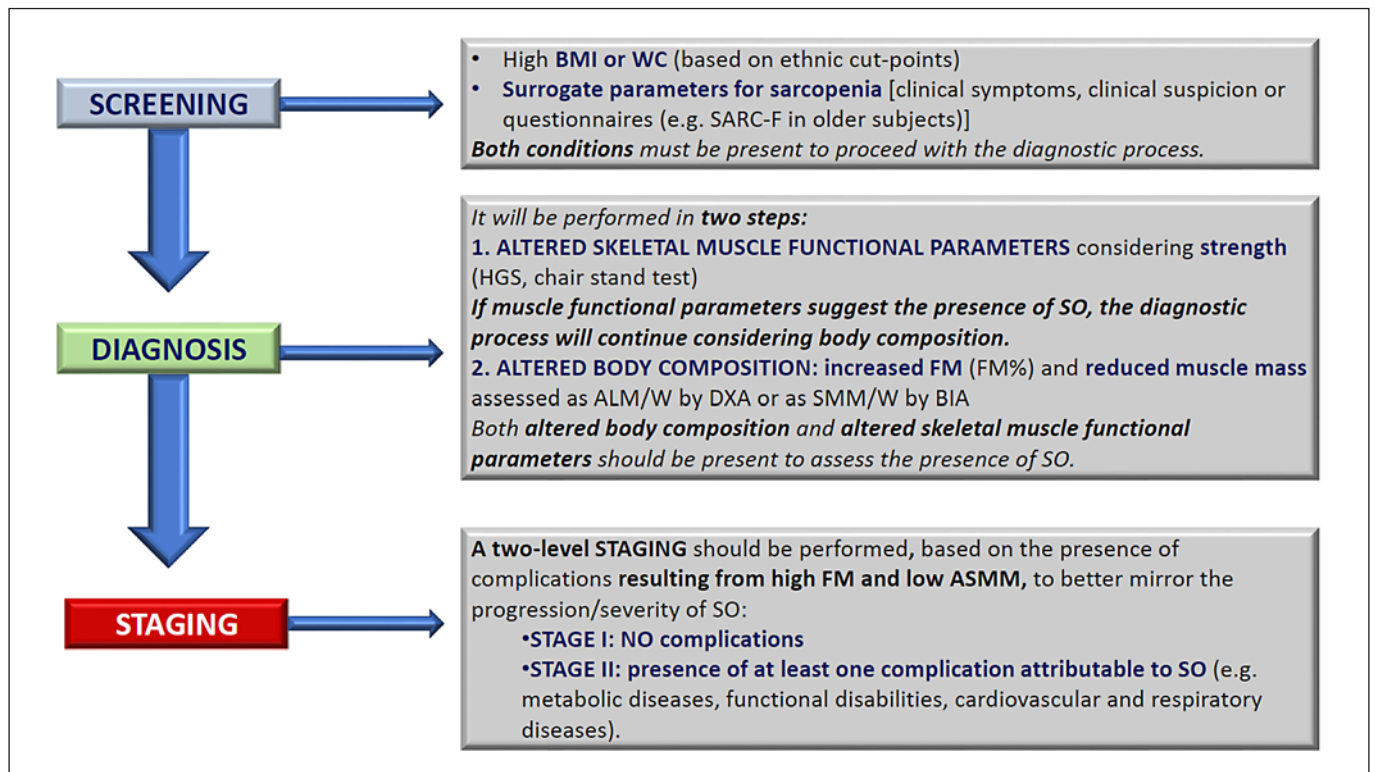 SCREENING
• High BMI or WC (based on ethnic cut-points)
• Surrogate parameters for sarcopenia [clinical symptoms, clinical suspicion or
questionnaires (e.g. SARC-F in older subjects)]
Both conditions must be present to proceed with the diagnostic process.
DIAGNOSIS
It will be performed in two steps:
1. ALTERED SKELETAL MUSCLE FUNCTIONAL PARAMETERS considering strength
(HGS, chair stand test)
If muscle functional parameters suggest the presence of SO, the diagnostic
process will continue considering body composition.
2. ALTERED BODY COMPOSITION: increased FM (FM%) and reduced muscle mass
assessed as ALM/W by DXA or as SMM/W by BIA
Both altered body composition and altered skeletal muscle functional
parameters should be present to assess the presence of SO.
STAGING
A two-level STAGING should be performed, based on the presence of
complications resulting from high FM and low ASMM, to better mirror the
progression/severity of SO:
•STAGE I: NO complications
•STAGE II: presence of at least one complication attributable to SO (e.g.
metabolic diseases, functional disabilities, cardiovascular and respiratory
diseases).